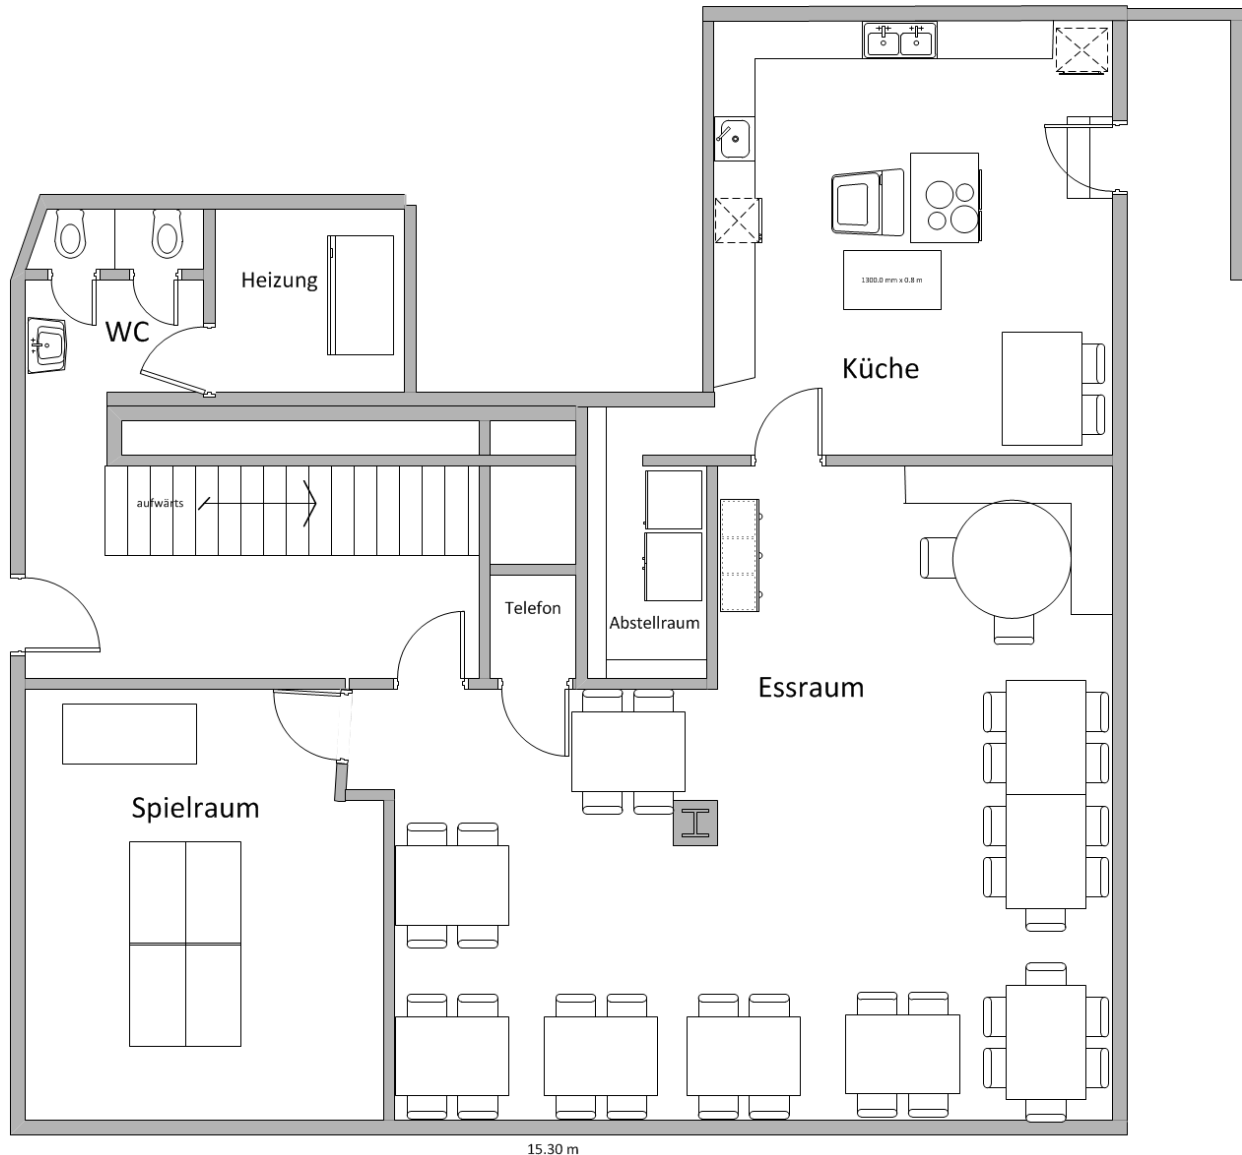 Heizung
1300.0 mm x 0.8 m
WC
Küche
aufwärts
Telefon
Abstellraum
Essraum
Spielraum
15.30 m